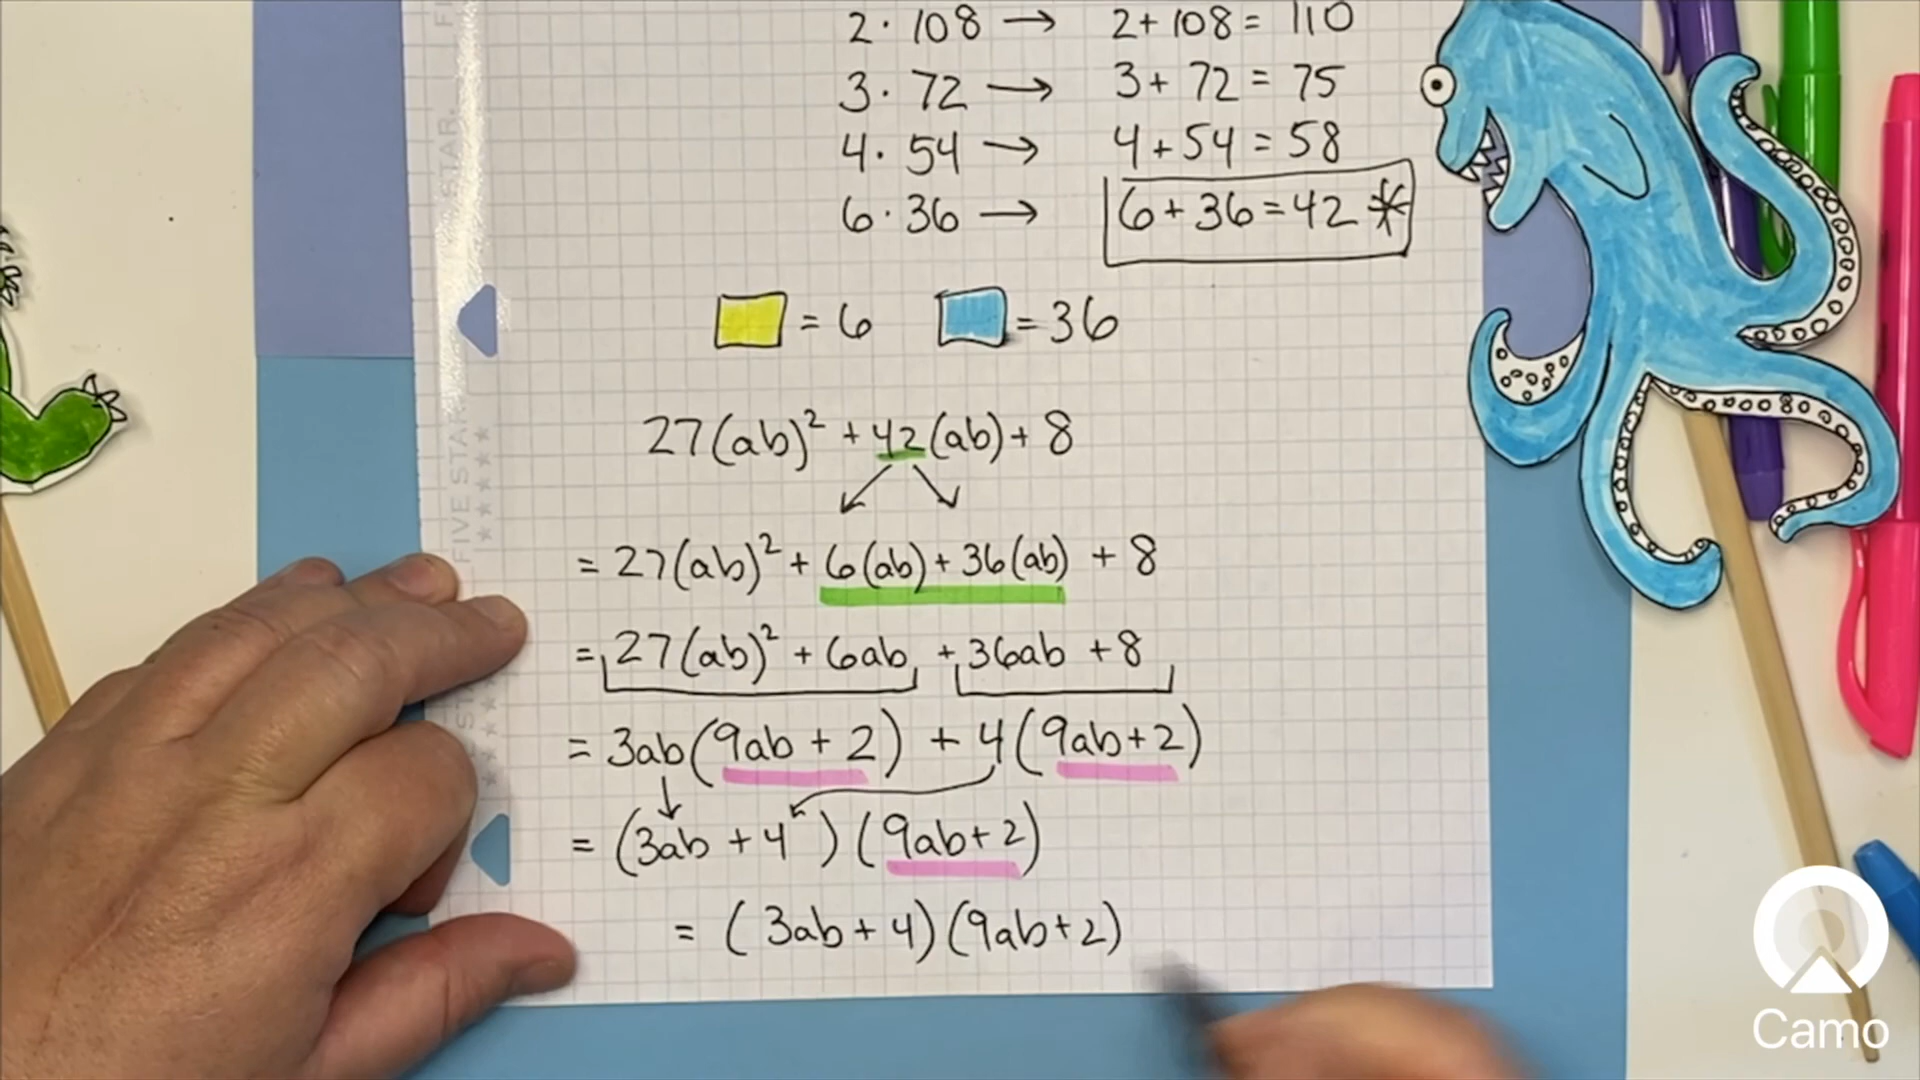 2 · 108 → 2 + 108 = 110
3 · 72 → 3 + 72 = 75
4 · 54 → 4 + 54 = 58
6 · 36 → 6 + 36 = 42 *
= 6 = 36
27(ab)² + 42(ab) + 8
= 27(ab)² + 6(ab) + 36(ab) + 8
= 27(ab)² + 6ab + 36ab + 8
= 3ab(9ab + 2) + 4(9ab+2)
= (3ab + 4)(9ab+2)
= (3ab + 4)(9ab+2)
FIVE STAR
Camo